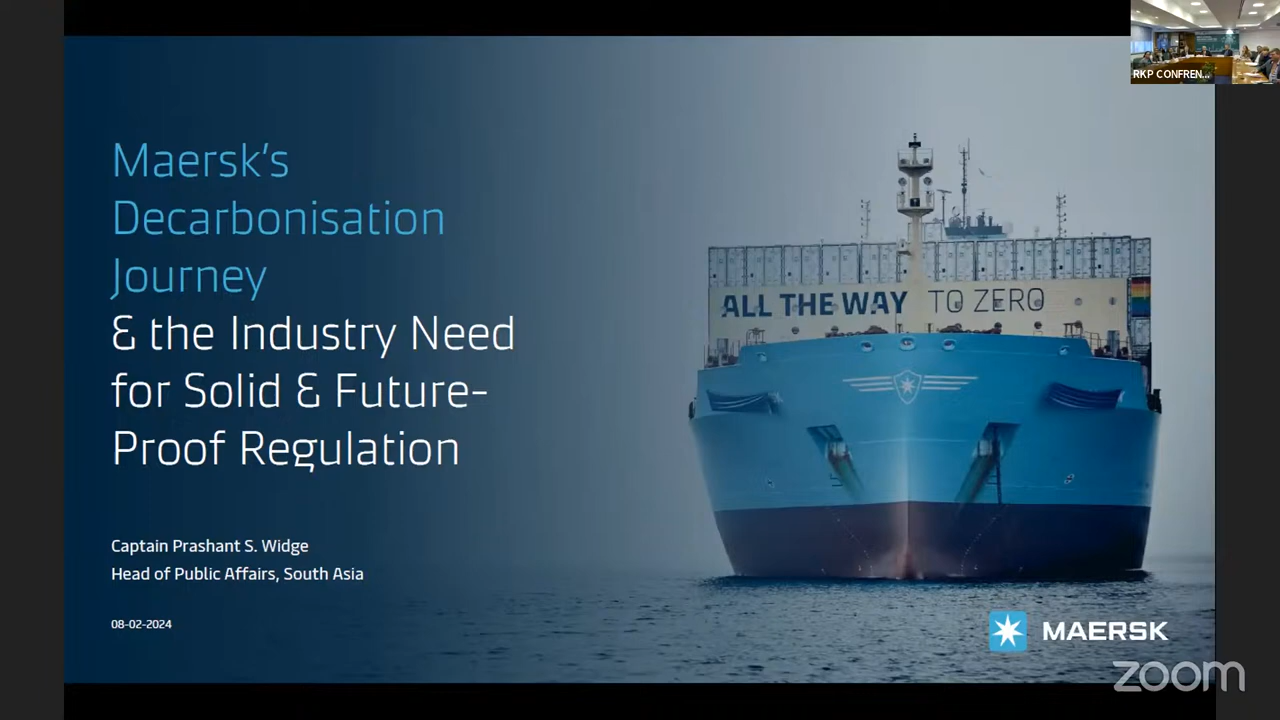 RKP CONFREN...
Maersk's
Decarbonisation
Journey
& the Industry Need
for Solid & Future-
Proof Regulation
ALL THE WAY TO ZERO
Captain Prashant S. Widge
Head of Public Affairs, South Asia
08-02-2024
MAERSK
zoom